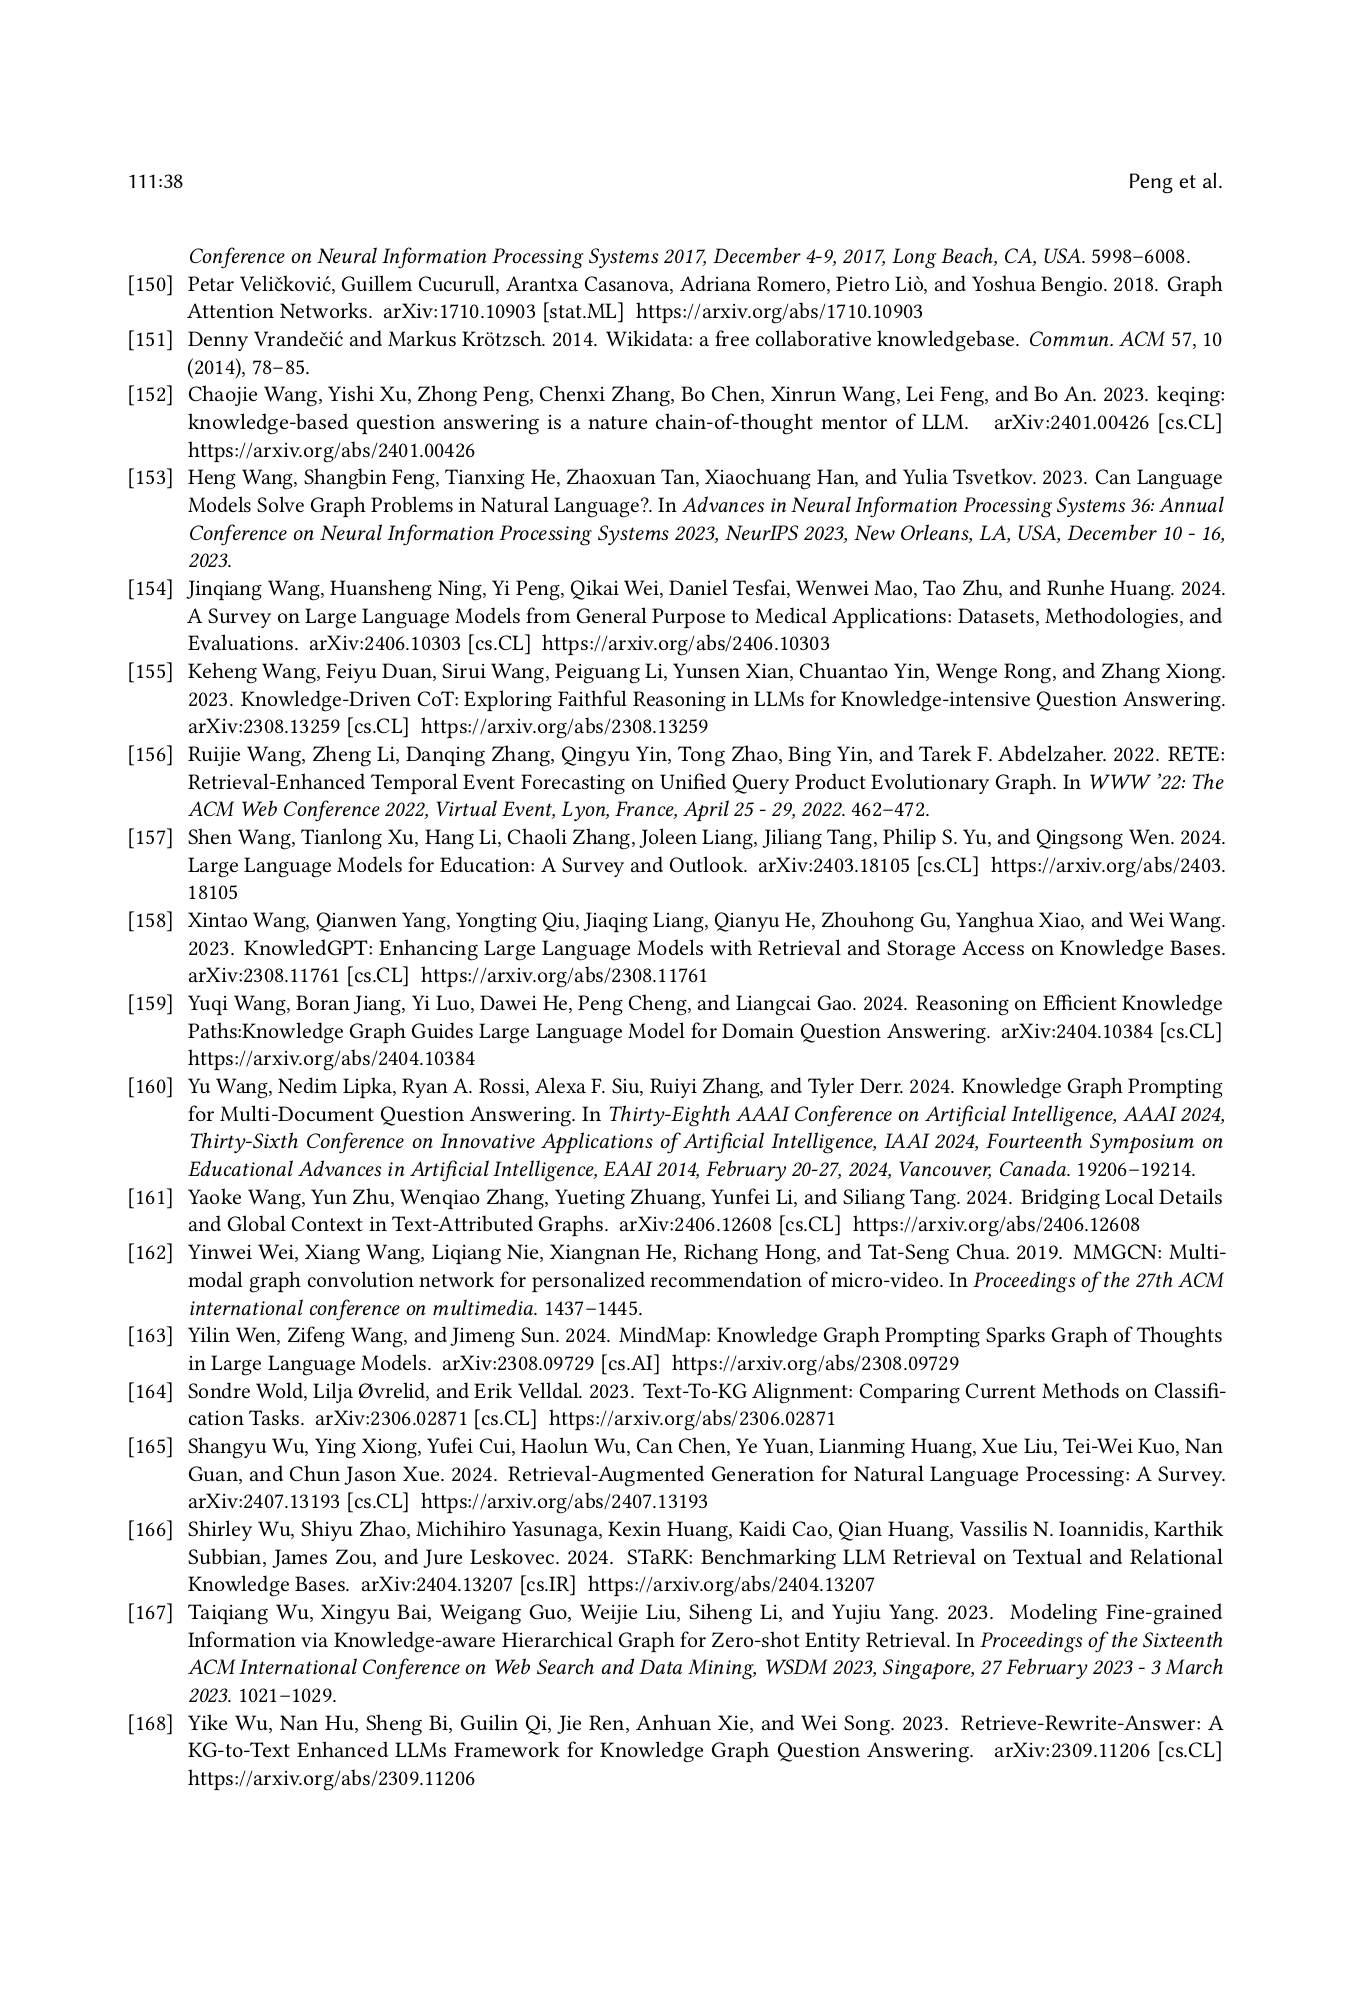 111:38
Peng et al.
Conference on Neural Information Processing Systems 2017, December 4-9, 2017, Long Beach, CA, USA. 5998–6008.
[150] Petar Veličković, Guillem Cucurull, Arantxa Casanova, Adriana Romero, Pietro Liò, and Yoshua Bengio. 2018. Graph
Attention Networks. arXiv:1710.10903 [stat.ML] https://arxiv.org/abs/1710.10903
[151] Denny Vrandečić and Markus Krötzsch. 2014. Wikidata: a free collaborative knowledgebase. Commun. ACM 57, 10
(2014), 78–85.
[152] Chaojie Wang, Yishi Xu, Zhong Peng, Chenxi Zhang, Bo Chen, Xinrun Wang, Lei Feng, and Bo An. 2023. keqing:
knowledge-based question answering is a nature chain-of-thought mentor of LLM. arXiv:2401.00426 [cs.CL]
https://arxiv.org/abs/2401.00426
[153] Heng Wang, Shangbin Feng, Tianxing He, Zhaoxuan Tan, Xiaochuang Han, and Yulia Tsvetkov. 2023. Can Language
Models Solve Graph Problems in Natural Language?. In Advances in Neural Information Processing Systems 36: Annual
Conference on Neural Information Processing Systems 2023, NeurIPS 2023, New Orleans, LA, USA, December 10 - 16,
2023.
[154] Jinqiang Wang, Huansheng Ning, Yi Peng, Qikai Wei, Daniel Tesfai, Wenwei Mao, Tao Zhu, and Runhe Huang. 2024.
A Survey on Large Language Models from General Purpose to Medical Applications: Datasets, Methodologies, and
Evaluations. arXiv:2406.10303 [cs.CL] https://arxiv.org/abs/2406.10303
[155] Keheng Wang, Feiyu Duan, Sirui Wang, Peiguang Li, Yunsen Xian, Chuantao Yin, Wenge Rong, and Zhang Xiong.
2023. Knowledge-Driven CoT: Exploring Faithful Reasoning in LLMs for Knowledge-intensive Question Answering.
arXiv:2308.13259 [cs.CL] https://arxiv.org/abs/2308.13259
[156] Ruijie Wang, Zheng Li, Danqing Zhang, Qingyu Yin, Tong Zhao, Bing Yin, and Tarek F. Abdelzaher. 2022. RETE:
Retrieval-Enhanced Temporal Event Forecasting on Unified Query Product Evolutionary Graph. In WWW ’22: The
ACM Web Conference 2022, Virtual Event, Lyon, France, April 25 - 29, 2022. 462–472.
[157] Shen Wang, Tianlong Xu, Hang Li, Chaoli Zhang, Joleen Liang, Jiliang Tang, Philip S. Yu, and Qingsong Wen. 2024.
Large Language Models for Education: A Survey and Outlook. arXiv:2403.18105 [cs.CL] https://arxiv.org/abs/2403.
18105
[158] Xintao Wang, Qianwen Yang, Yongting Qiu, Jiaqing Liang, Qianyu He, Zhouhong Gu, Yanghua Xiao, and Wei Wang.
2023. KnowledGPT: Enhancing Large Language Models with Retrieval and Storage Access on Knowledge Bases.
arXiv:2308.11761 [cs.CL] https://arxiv.org/abs/2308.11761
[159] Yuqi Wang, Boran Jiang, Yi Luo, Dawei He, Peng Cheng, and Liangcai Gao. 2024. Reasoning on Efficient Knowledge
Paths:Knowledge Graph Guides Large Language Model for Domain Question Answering. arXiv:2404.10384 [cs.CL]
https://arxiv.org/abs/2404.10384
[160] Yu Wang, Nedim Lipka, Ryan A. Rossi, Alexa F. Siu, Ruiyi Zhang, and Tyler Derr. 2024. Knowledge Graph Prompting
for Multi-Document Question Answering. In Thirty-Eighth AAAI Conference on Artificial Intelligence, AAAI 2024,
Thirty-Sixth Conference on Innovative Applications of Artificial Intelligence, IAAI 2024, Fourteenth Symposium on
Educational Advances in Artificial Intelligence, EAAI 2014, February 20-27, 2024, Vancouver, Canada. 19206–19214.
[161] Yaoke Wang, Yun Zhu, Wenqiao Zhang, Yueting Zhuang, Yunfei Li, and Siliang Tang. 2024. Bridging Local Details
and Global Context in Text-Attributed Graphs. arXiv:2406.12608 [cs.CL] https://arxiv.org/abs/2406.12608
[162] Yinwei Wei, Xiang Wang, Liqiang Nie, Xiangnan He, Richang Hong, and Tat-Seng Chua. 2019. MMGCN: Multi-
modal graph convolution network for personalized recommendation of micro-video. In Proceedings of the 27th ACM
international conference on multimedia. 1437–1445.
[163] Yilin Wen, Zifeng Wang, and Jimeng Sun. 2024. MindMap: Knowledge Graph Prompting Sparks Graph of Thoughts
in Large Language Models. arXiv:2308.09729 [cs.AI] https://arxiv.org/abs/2308.09729
[164] Sondre Wold, Lilja Øvrelid, and Erik Velldal. 2023. Text-To-KG Alignment: Comparing Current Methods on Classifi-
cation Tasks. arXiv:2306.02871 [cs.CL] https://arxiv.org/abs/2306.02871
[165] Shangyu Wu, Ying Xiong, Yufei Cui, Haolun Wu, Can Chen, Ye Yuan, Lianming Huang, Xue Liu, Tei-Wei Kuo, Nan
Guan, and Chun Jason Xue. 2024. Retrieval-Augmented Generation for Natural Language Processing: A Survey.
arXiv:2407.13193 [cs.CL] https://arxiv.org/abs/2407.13193
[166] Shirley Wu, Shiyu Zhao, Michihiro Yasunaga, Kexin Huang, Kaidi Cao, Qian Huang, Vassilis N. Ioannidis, Karthik
Subbian, James Zou, and Jure Leskovec. 2024. STaRK: Benchmarking LLM Retrieval on Textual and Relational
Knowledge Bases. arXiv:2404.13207 [cs.IR] https://arxiv.org/abs/2404.13207
[167] Taiqiang Wu, Xingyu Bai, Weigang Guo, Weijie Liu, Siheng Li, and Yujiu Yang. 2023. Modeling Fine-grained
Information via Knowledge-aware Hierarchical Graph for Zero-shot Entity Retrieval. In Proceedings of the Sixteenth
ACM International Conference on Web Search and Data Mining, WSDM 2023, Singapore, 27 February 2023 - 3 March
2023. 1021–1029.
[168] Yike Wu, Nan Hu, Sheng Bi, Guilin Qi, Jie Ren, Anhuan Xie, and Wei Song. 2023. Retrieve-Rewrite-Answer: A
KG-to-Text Enhanced LLMs Framework for Knowledge Graph Question Answering. arXiv:2309.11206 [cs.CL]
https://arxiv.org/abs/2309.11206